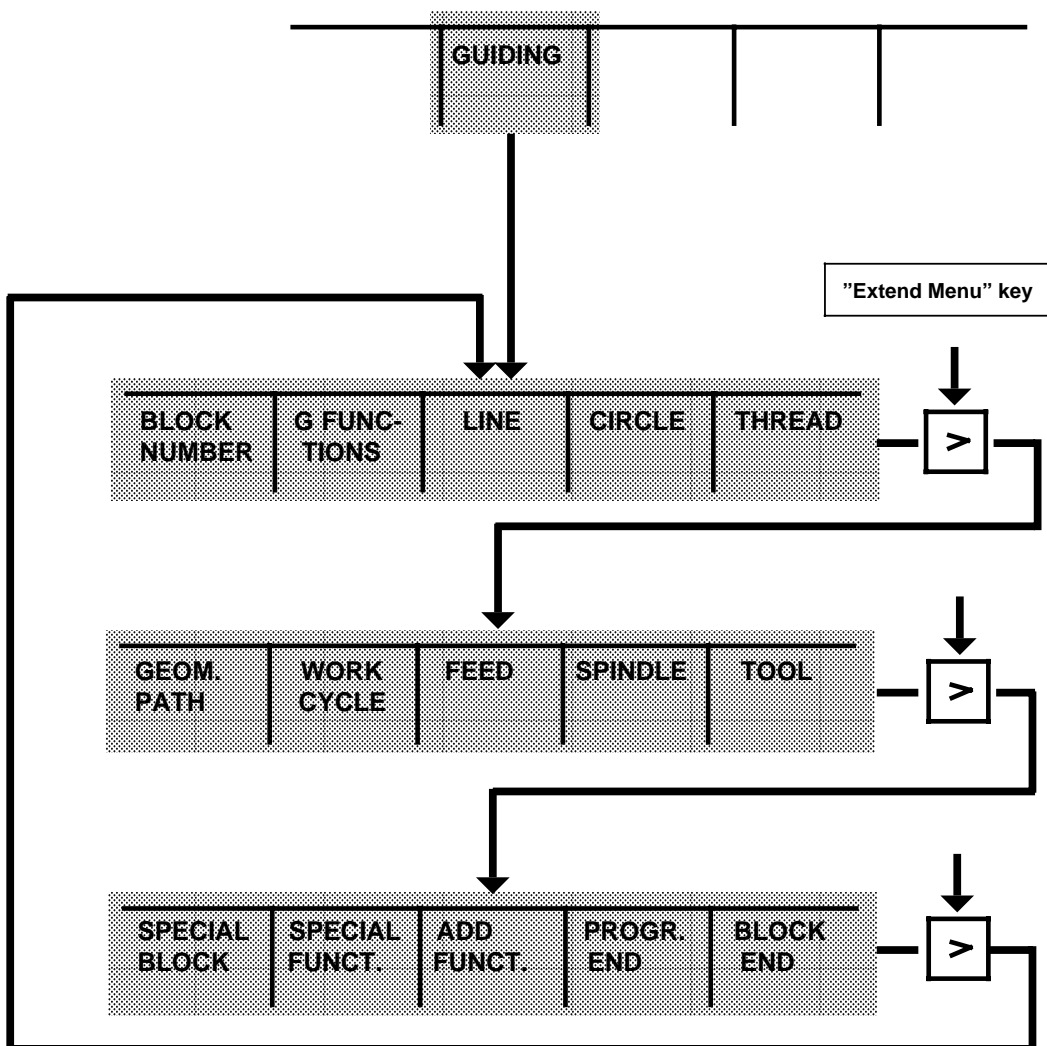 GUIDING
”Extend Menu” key
BLOCK NUMBER
G FUNC-TIONS
LINE
CIRCLE
THREAD
>
GEOM. PATH
WORK CYCLE
FEED
SPINDLE
TOOL
>
SPECIAL BLOCK
SPECIAL FUNCT.
ADD FUNCT.
PROGR. END
BLOCK END
>